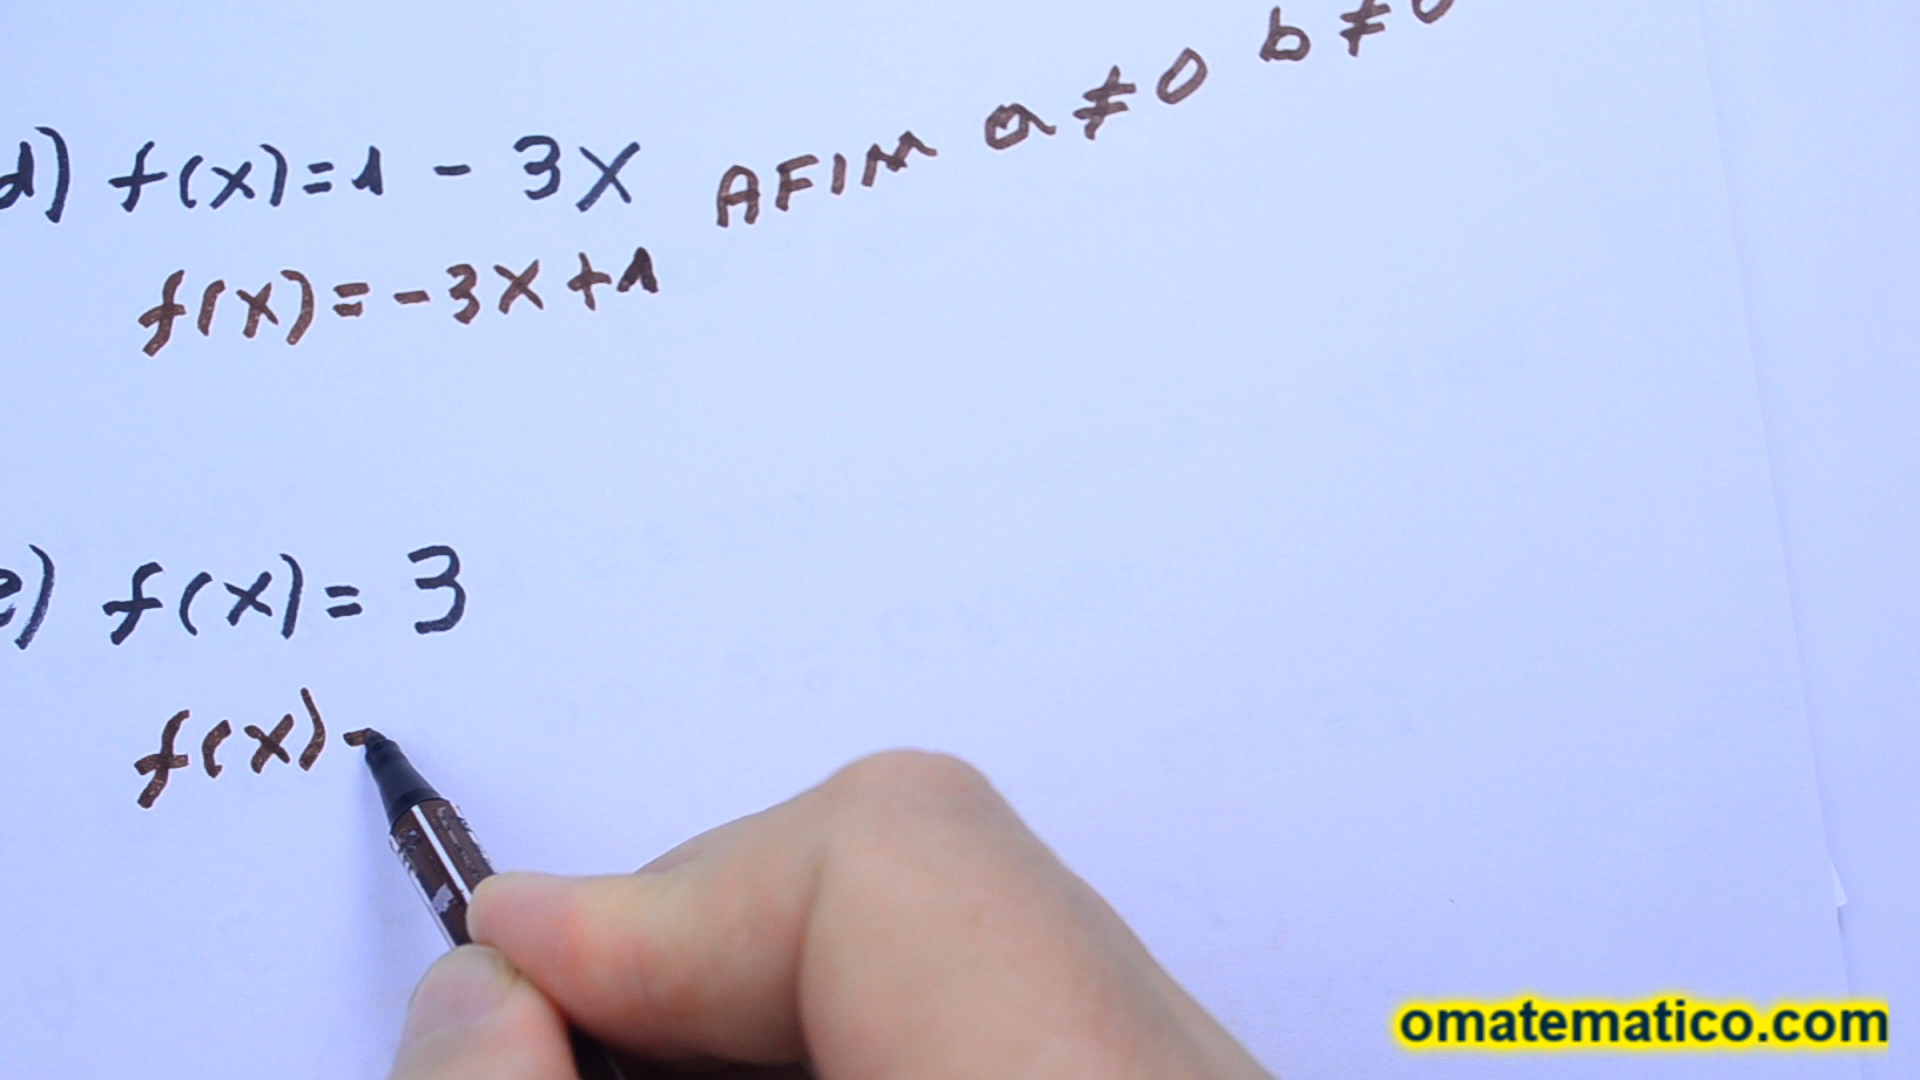 d) f(x)=1 - 3x AFIM a≠0 b≠0
f(x)=-3x+1
e) f(x)= 3
f(x)-
omatematico.com